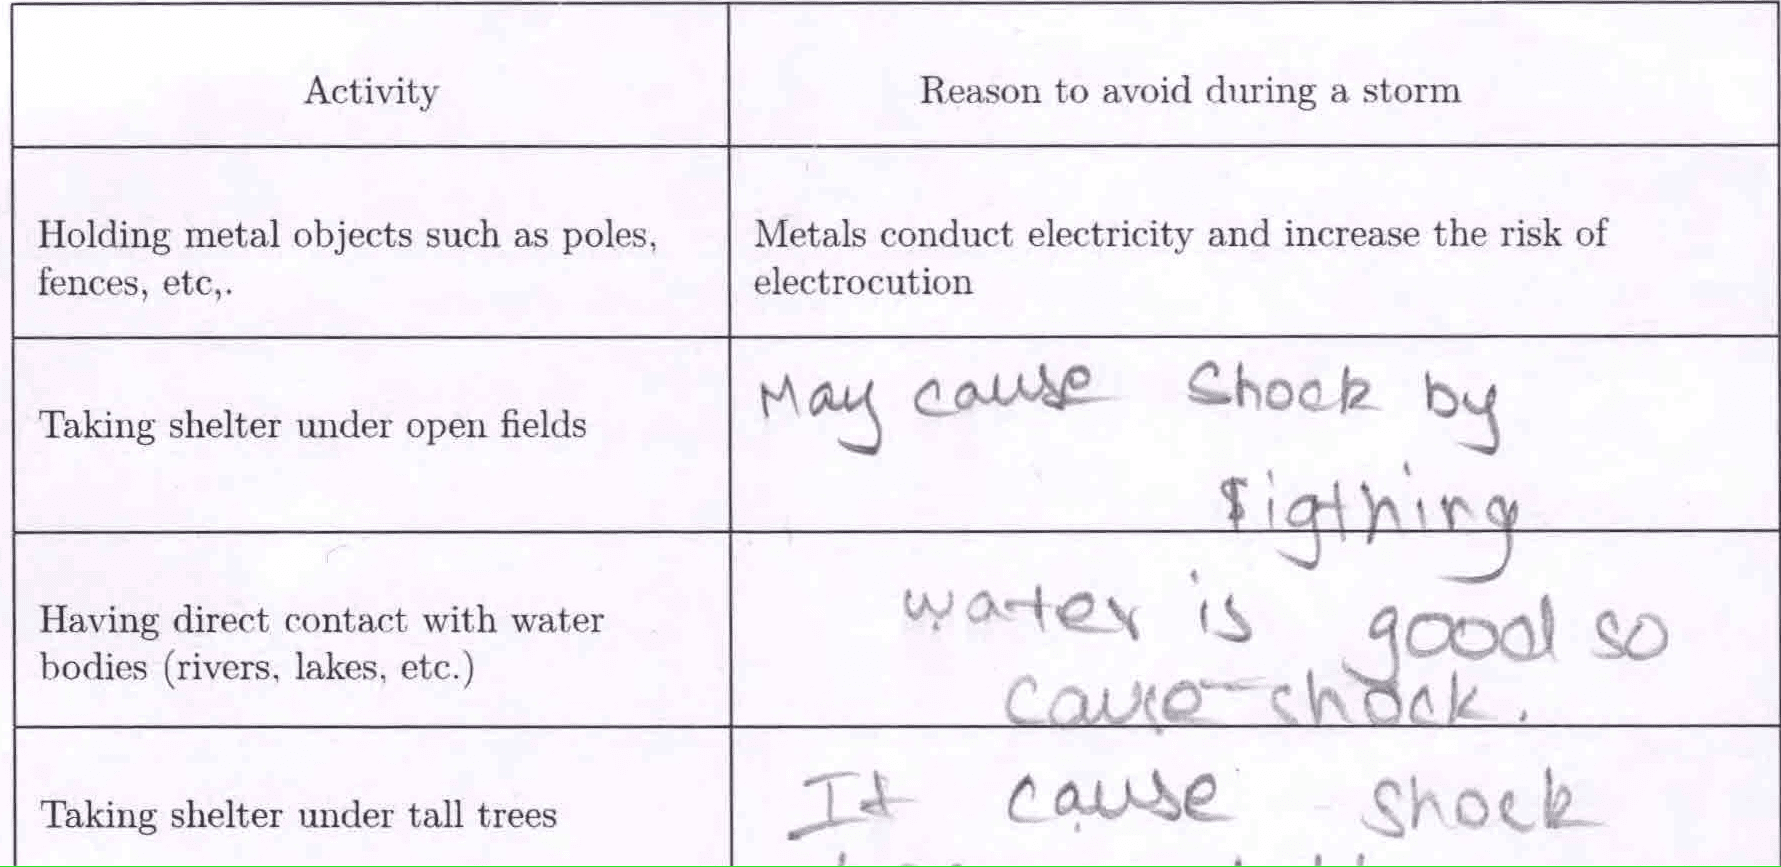 Activity
Reason to avoid during a storm
Holding metal objects such as poles,
fences, etc,.
Metals conduct electricity and increase the risk of
electrocution
Taking shelter under open fields
May cause Shock by
ligthing
Having direct contact with water
bodies (rivers, lakes, etc.)
water is good so
cause shock.
Taking shelter under tall trees
It cause shock